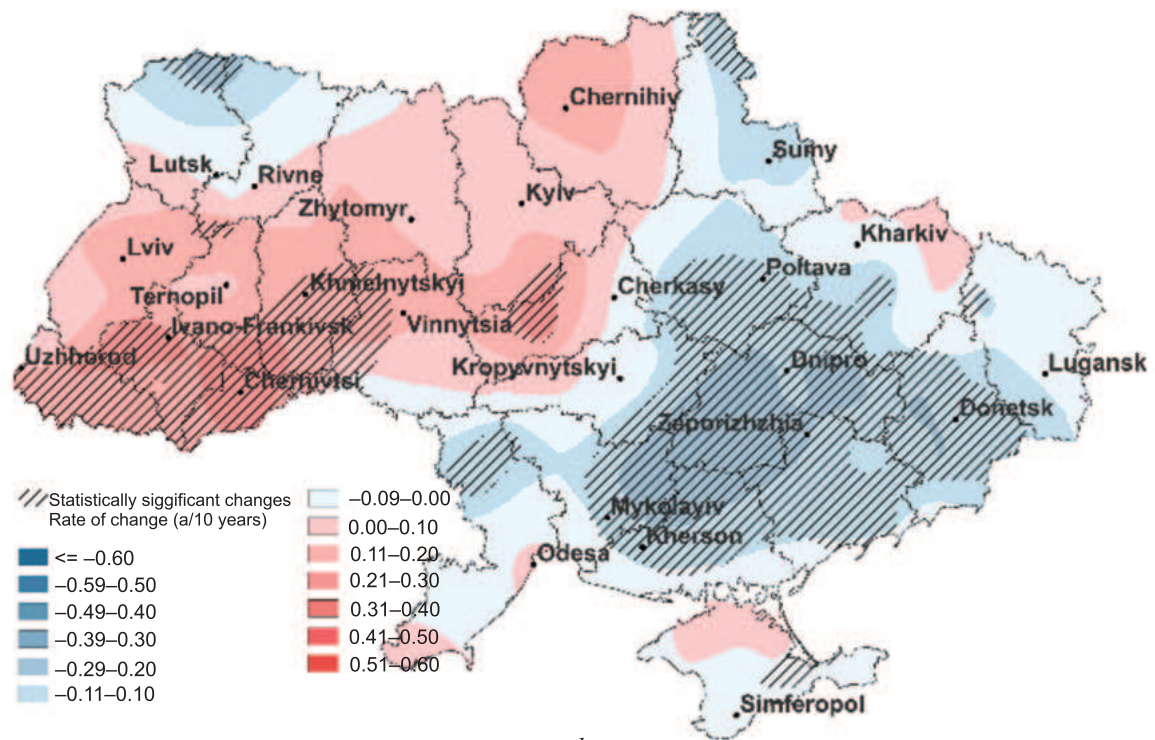 Chernihiv
Sumy
Lutsk
Rivne
Kyiv
Zhytomyr
Kharkiv
Lviv
Poltava
Khmelnytskyi
Cherkasy
Ternopil
Vinnytsia
Ivano-Frankivsk
Uzhhorod
Dnipro
Lugansk
Kropyvnytskyi
Chernivtsi
Donetsk
Zaporizhzhia
Mykolayiv
Kherson
Odesa
Simferopol
Statistically siggificant changes
Rate of change (a/10 years)
<= –0.60
–0.59–0.50
–0.49–0.40
–0.39–0.30
–0.29–0.20
–0.11–0.10
–0.09–0.00
0.00–0.10
0.11–0.20
0.21–0.30
0.31–0.40
0.41–0.50
0.51–0.60